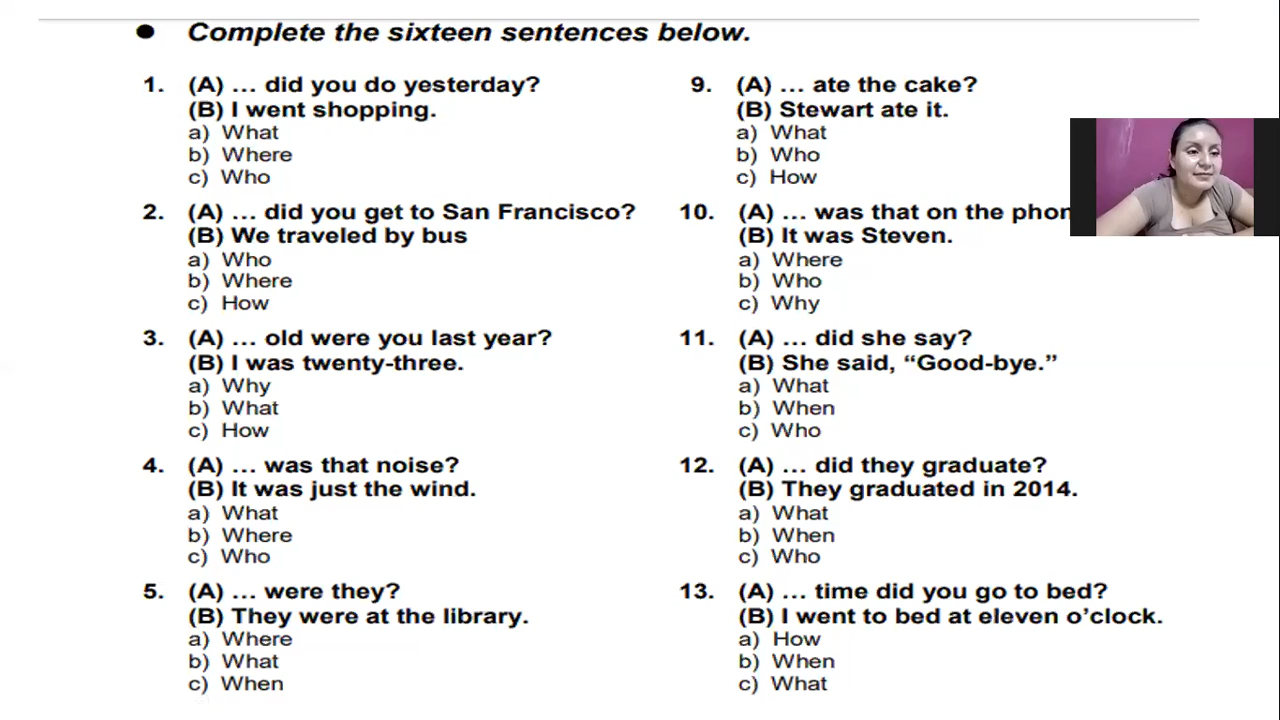 ● Complete the sixteen sentences below.
1. (A) … did you do yesterday?
(B) I went shopping.
a) What
b) Where
c) Who
2. (A) … did you get to San Francisco?
(B) We traveled by bus
a) Who
b) Where
c) How
3. (A) … old were you last year?
(B) I was twenty-three.
a) Why
b) What
c) How
4. (A) … was that noise?
(B) It was just the wind.
a) What
b) Where
c) Who
5. (A) … were they?
(B) They were at the library.
a) Where
b) What
c) When
9. (A) … ate the cake?
(B) Stewart ate it.
a) What
b) Who
c) How
10. (A) … was that on the
(B) It was Steven.
a) Where
b) Who
c) Why
11. (A) … did she say?
(B) She said, “Good-bye.”
a) What
b) When
c) Who
12. (A) … did they graduate?
(B) They graduated in 2014.
a) What
b) When
c) Who
13. (A) … time did you go to bed?
(B) I went to bed at eleven o’clock.
a) How
b) When
c) What